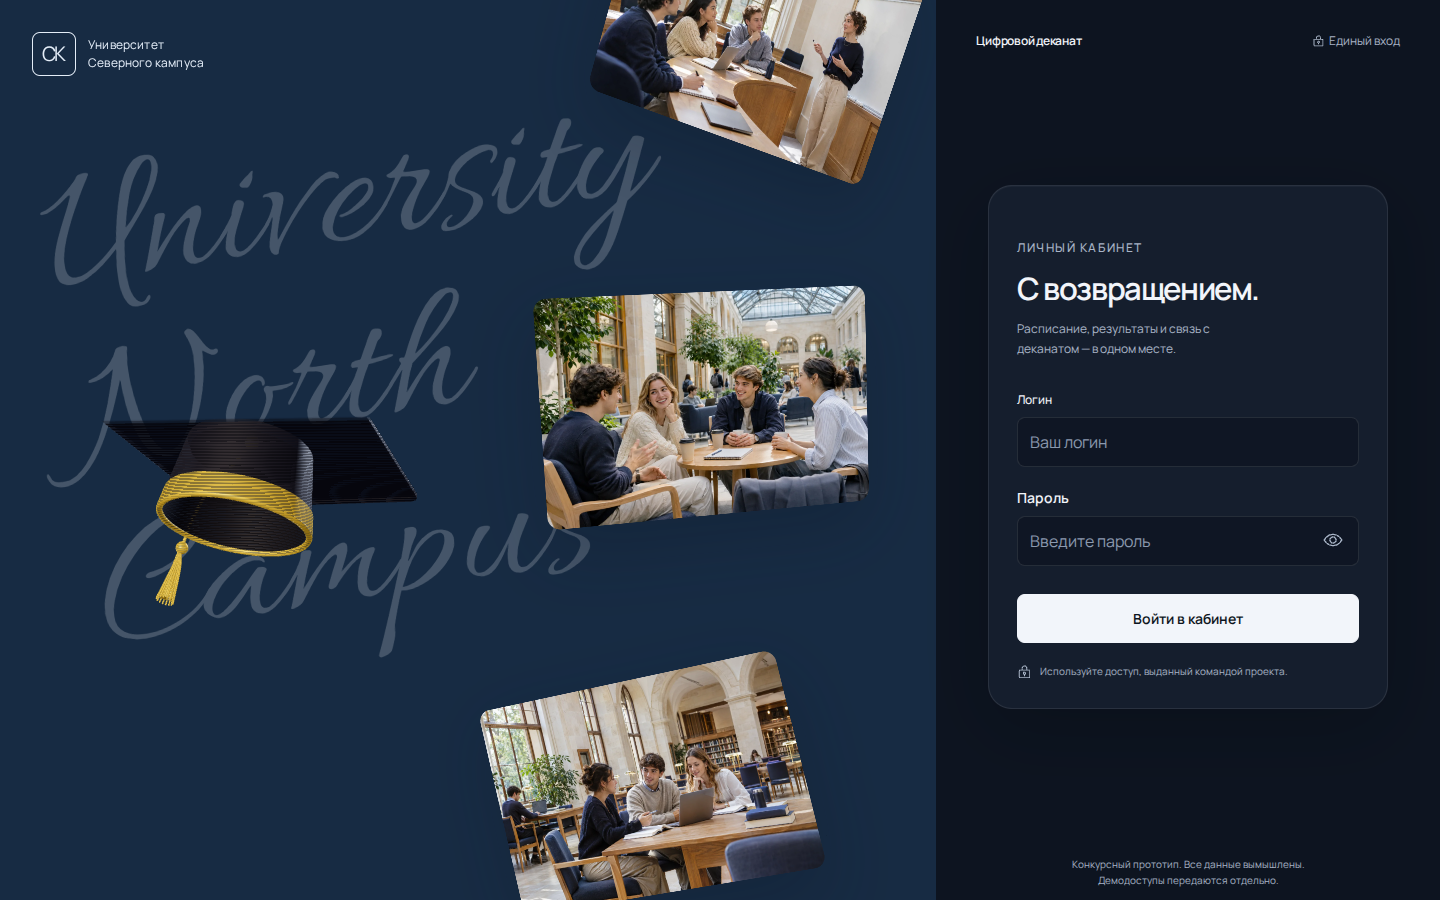 СК
Университет
Северного кампуса
University
North
Campus
Цифровой деканат
Единый вход
ЛИЧНЫЙ КАБИНЕТ
С возвращением.
Расписание, результаты и связь с
деканатом — в одном месте.
Логин
Ваш логин
Пароль
Введите пароль
Войти в кабинет
Используйте доступ, выданный командой проекта.
Конкурсный прототип. Все данные вымышлены.
Демодоступы передаются отдельно.